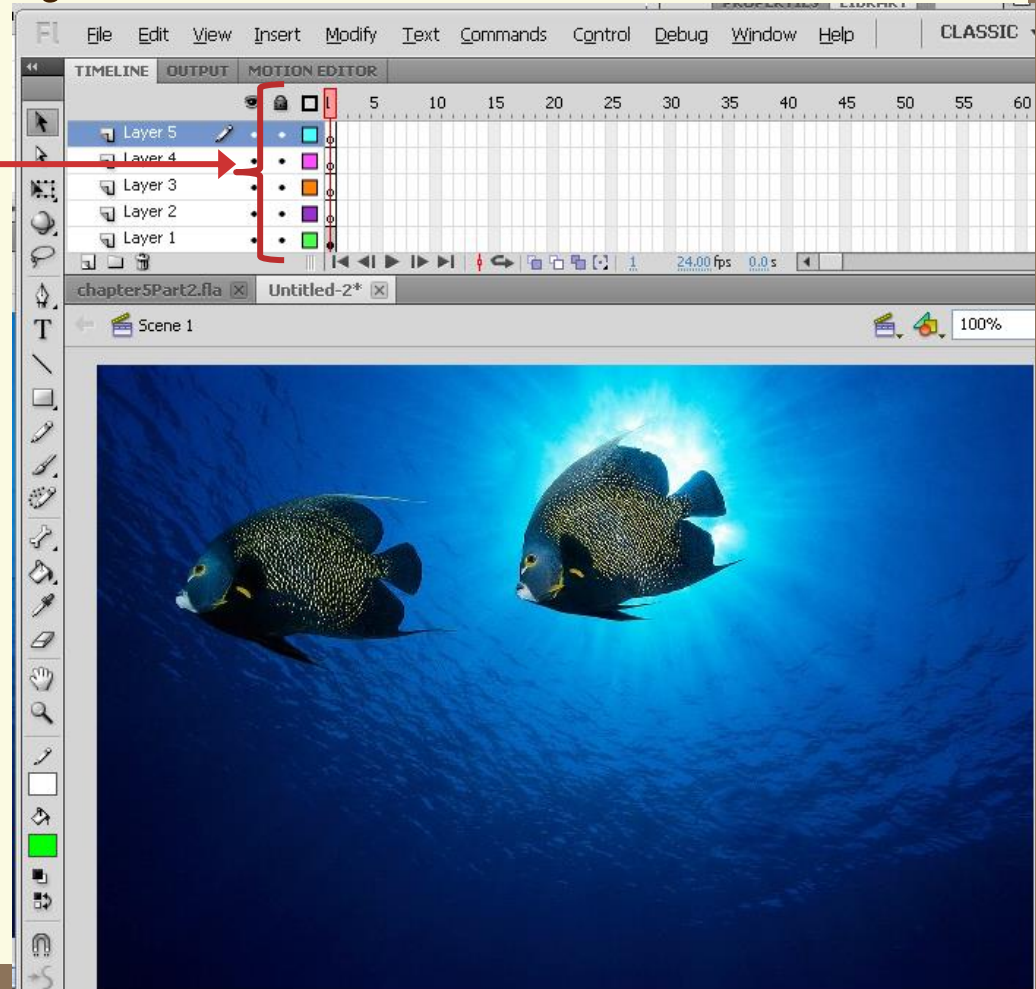 PROPERTIES LIBRARY
Fl File Edit View Insert Modify Text Commands Control Debug Window Help CLASSIC
TIMELINE OUTPUT MOTION EDITOR
1 5 10 15 20 25 30 35 40 45 50 55 60
Layer 5
Layer 4
Layer 3
Layer 2
Layer 1
1 24.00 fps 0.0 s
chapter5Part2.fla Untitled-2*
T
Scene 1 100%